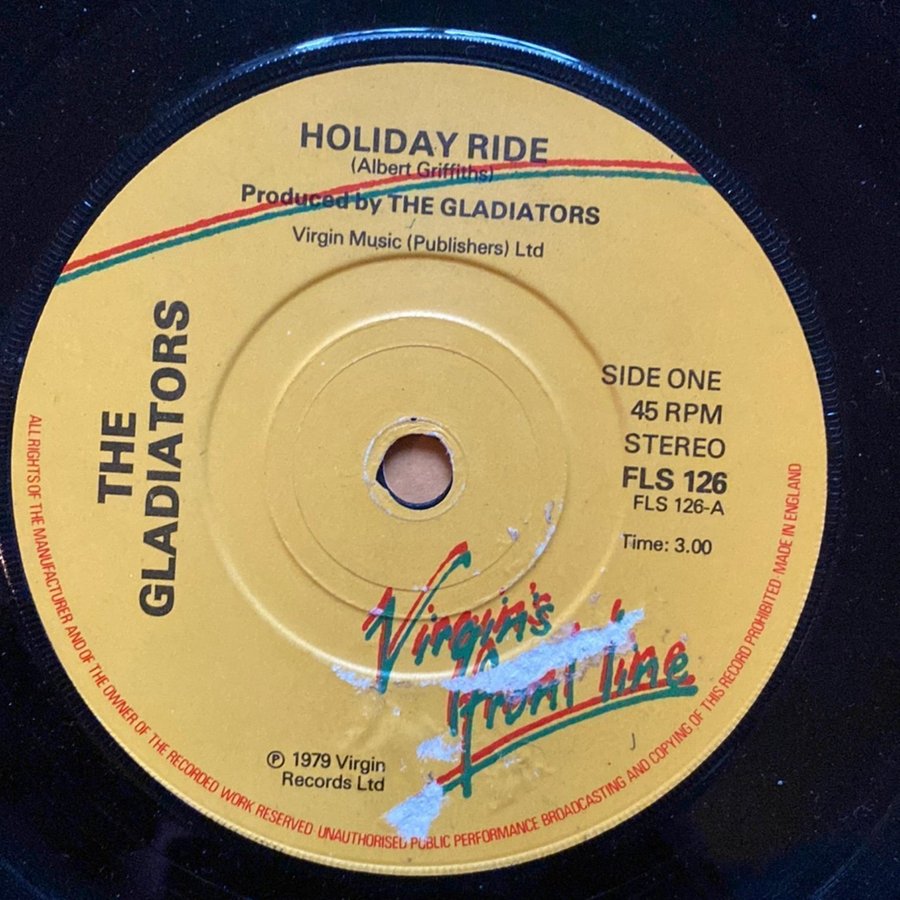 HOLIDAY RIDE
(Albert Griffiths)
Produced by THE GLADIATORS
Virgin Music (Publishers) Ltd
THE
GLADIATORS
SIDE ONE
45 RPM
STEREO
FLS 126
FLS 126-A
Time: 3.00
Virgin's
front line
℗ 1979 Virgin
Records Ltd
ALL RIGHTS OF THE MANUFACTURER AND OF THE OWNER OF THE RECORDED WORK RESERVED UNAUTHORISED PUBLIC PERFORMANCE BROADCASTING AND COPYING OF THIS RECORD PROHIBITED MADE IN ENGLAND